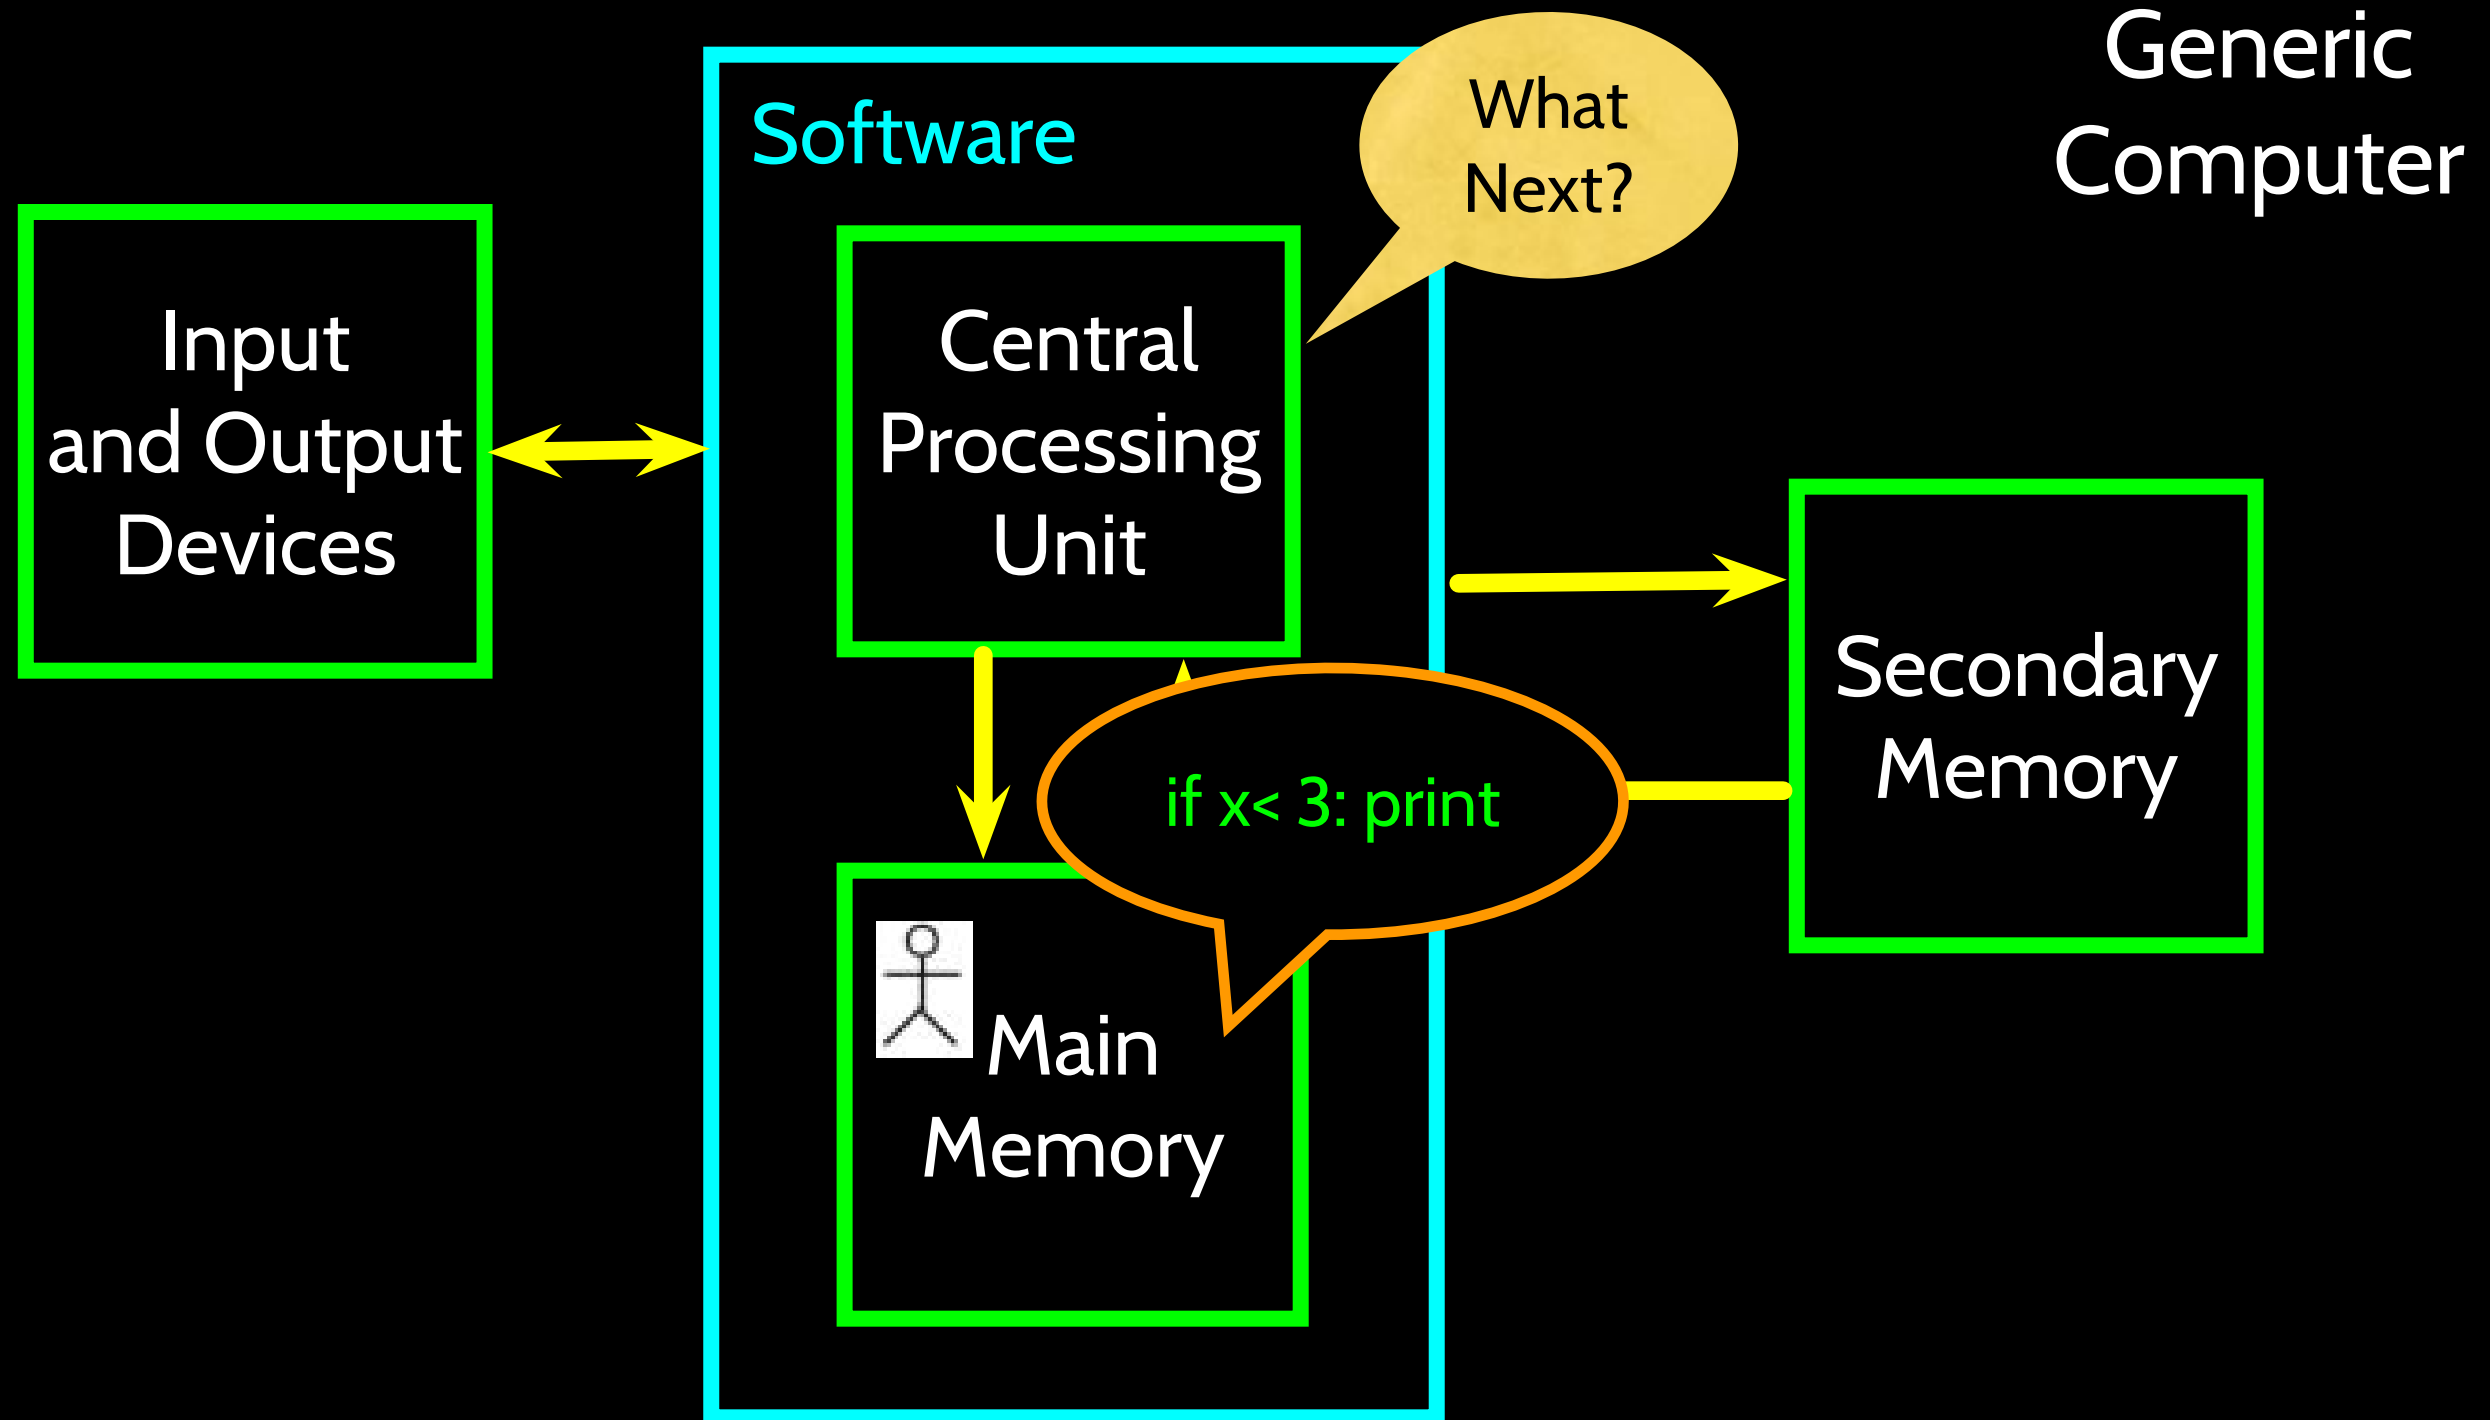 Generic
Computer
Software
What
Next?
Input
and Output
Devices
Central
Processing
Unit
Secondary
Memory
if x< 3: print
Main
Memory